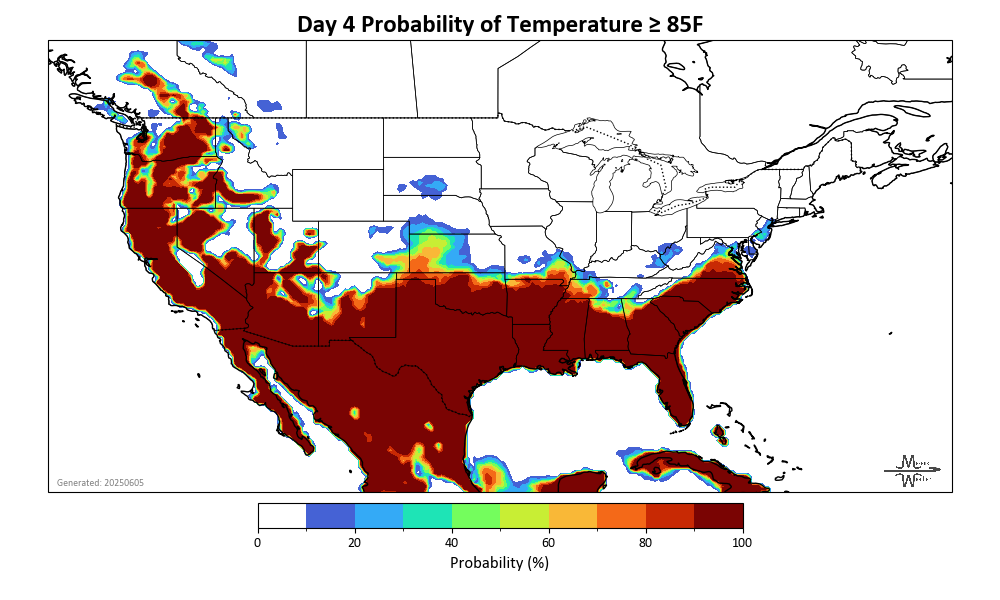 Day 4 Probability of Temperature ≥ 85F
Generated: 20250605
0 20 40 60 80 100
Probability (%)